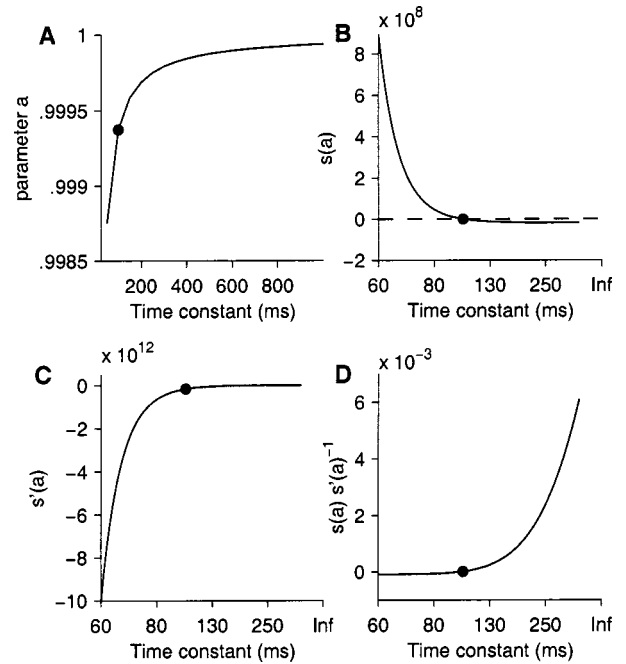 A
parameter a
1
.9995
.999
.9985
200 400 600 800
Time constant (ms)
B
x 10^8
s(a)
8
6
4
2
0
-2
60 80 130 250 Inf
Time constant (ms)
C
x 10^12
s'(a)
0
-2
-4
-6
-8
-10
60 80 130 250 Inf
Time constant (ms)
D
x 10^-3
s(a) s'(a)^-1
6
4
2
0
60 80 130 250 Inf
Time constant (ms)